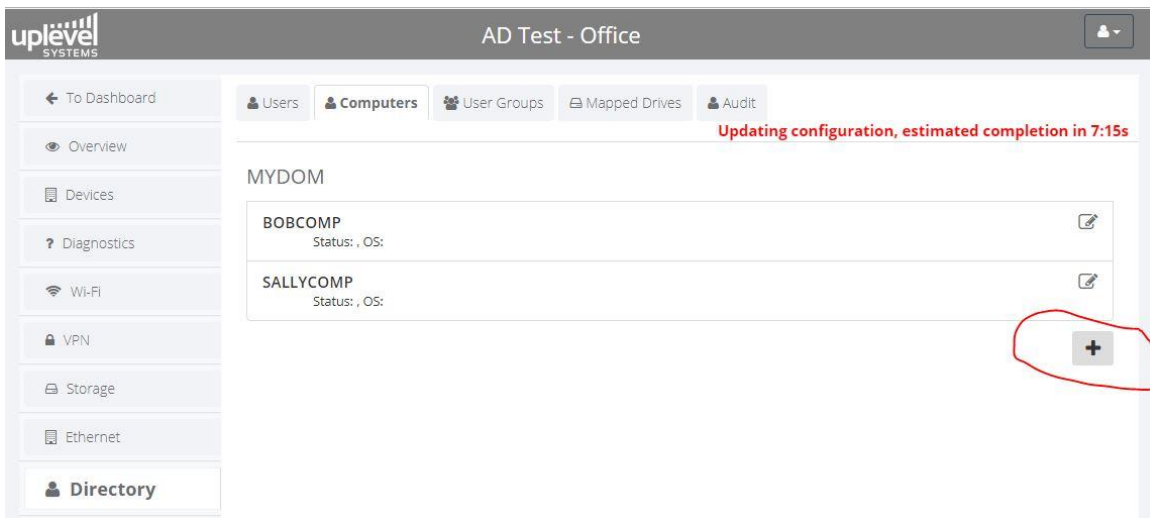 uplevel
SYSTEMS
AD Test - Office
To Dashboard
Overview
Devices
? Diagnostics
Wi-Fi
VPN
Storage
Ethernet
Directory
Users Computers User Groups Mapped Drives Audit
Updating configuration, estimated completion in 7:15s
MYDOM
BOBCOMP
Status: , OS:
SALLYCOMP
Status: , OS:
+